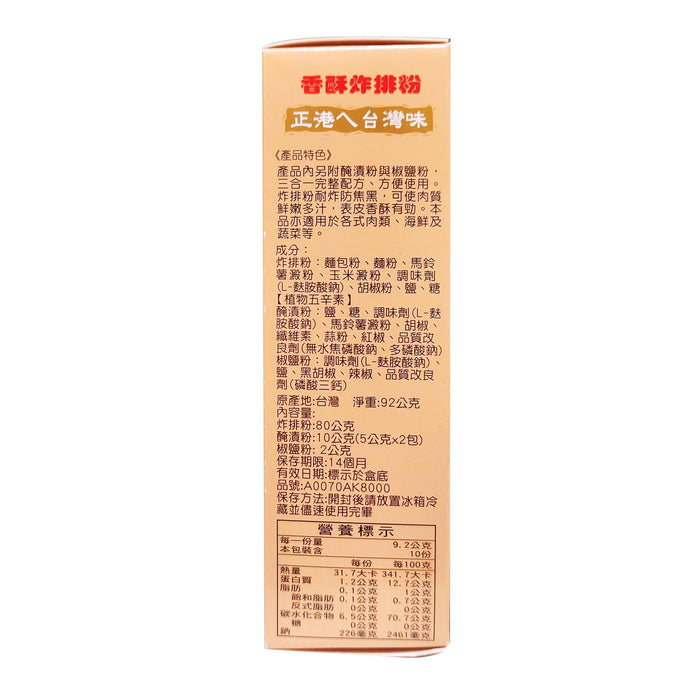 香酥炸排粉
正港ㄟ台灣味
《產品特色》
產品內另附醃漬粉與椒鹽粉，
三合一完整配方、方便使用。
炸排粉耐炸防焦黑，可使肉質
鮮嫩多汁，表皮香酥有勁。本
品亦適用於各式肉類、海鮮及
蔬菜等。
成分：
炸排粉：麵包粉、麵粉、馬鈴
薯澱粉、玉米澱粉、調味劑
(L-麩胺酸鈉)、胡椒粉、鹽、糖
【植物五辛素】
醃漬粉：鹽、糖、調味劑(L-麩
胺酸鈉)、馬鈴薯澱粉、胡椒、
纖維素、蒜粉、紅椒、品質改
良劑(無水焦磷酸鈉、多磷酸鈉)
椒鹽粉：調味劑(L-麩胺酸鈉)、
鹽、黑胡椒、辣椒、品質改良
劑(磷酸三鈣)
原產地:台灣 淨重:92公克
內容量:
炸排粉:80公克
醃漬粉:10公克(5公克x2包)
椒鹽粉: 2公克
保存期限:14個月
有效日期:標示於盒底
品號:A0070AK8000
保存方法:開封後請放置冰箱冷
藏並儘速使用完畢
營養標示
每一份量 9.2公克
本包裝含 10份
每份 每100克
熱量 31.7大卡 341.7大卡
蛋白質 1.2公克 12.7公克
脂肪 0.1公克 1公克
飽和脂肪 0.1公克 0.7公克
反式脂肪 0公克 0公克
碳水化合物 6.5公克 70.7公克
糖 0公克 0公克
鈉 226毫克 2461毫克